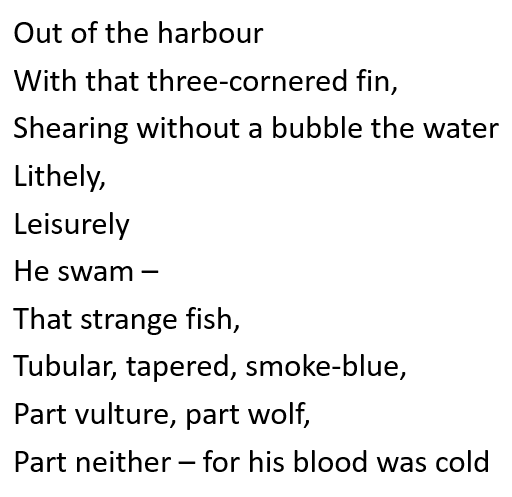 Out of the harbour
With that three-cornered fin,
Shearing without a bubble the water
Lithely,
Leisurely
He swam –
That strange fish,
Tubular, tapered, smoke-blue,
Part vulture, part wolf,
Part neither – for his blood was cold